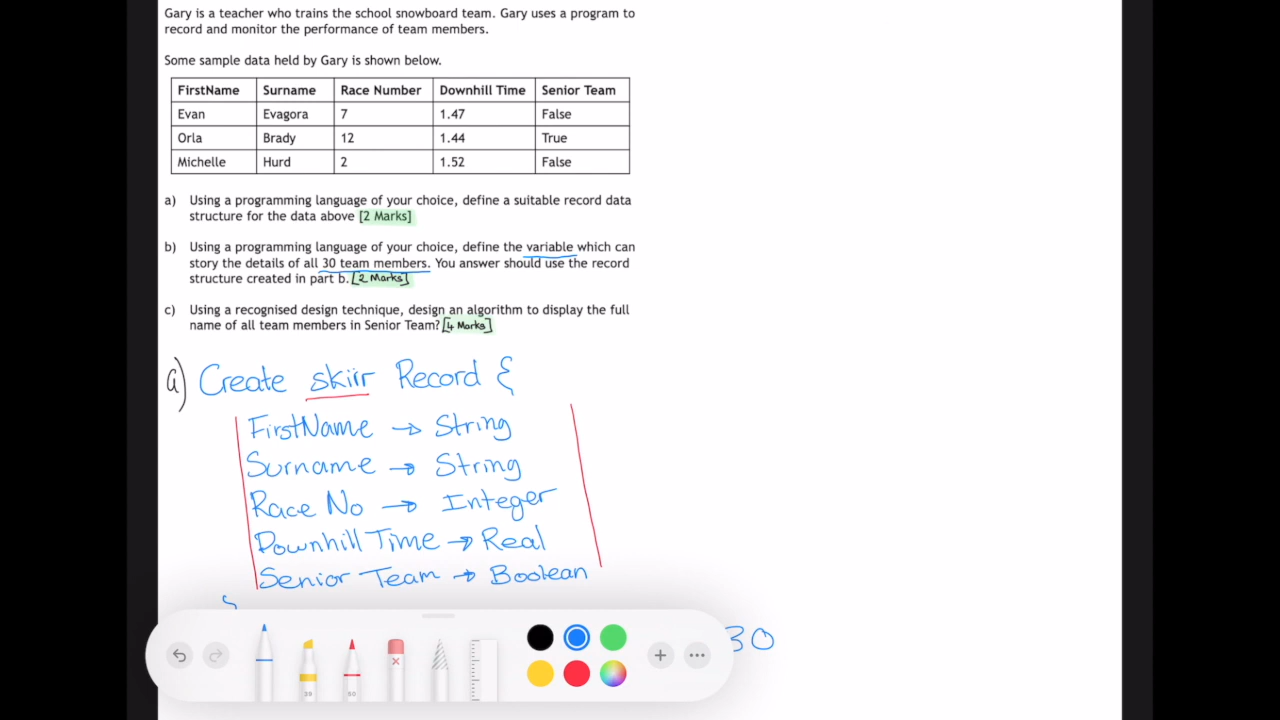 Gary is a teacher who trains the school snowboard team. Gary uses a program to
record and monitor the performance of team members.
Some sample data held by Gary is shown below.
FirstName Surname Race Number Downhill Time Senior Team
Evan Evagora 7 1.47 False
Orla Brady 12 1.44 True
Michelle Hurd 2 1.52 False
a) Using a programming language of your choice, define a suitable record data
structure for the data above [2 Marks]
b) Using a programming language of your choice, define the variable which can
story the details of all 30 team members. You answer should use the record
structure created in part b. [2 Marks]
c) Using a recognised design technique, design an algorithm to display the full
name of all team members in Senior Team? [4 Marks]
a) Create skiir Record {
FirstName → String
Surname → String
Race No → Integer
Downhill Time → Real
Senior Team → Boolean
30
39
50